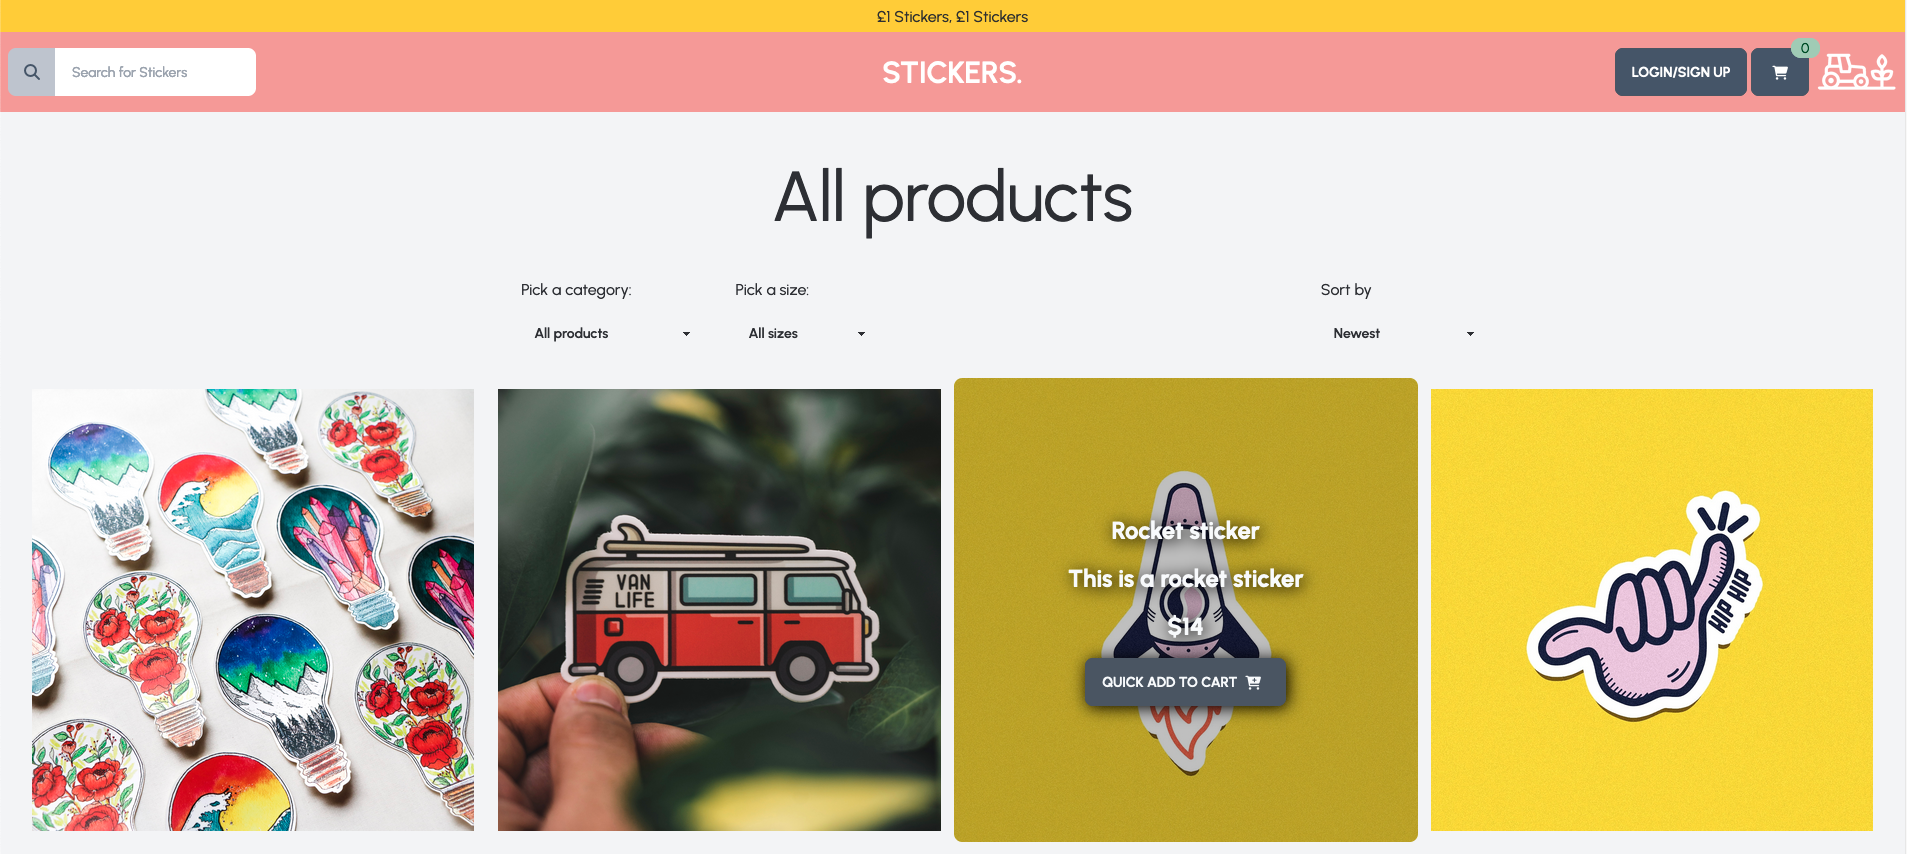 £1 Stickers, £1 Stickers
Search for Stickers
STICKERS.
LOGIN/SIGN UP
0
All products
Pick a category:
Pick a size:
Sort by
All products
All sizes
Newest
VAN
LIFE
Rocket sticker
This is a rocket sticker
$14
QUICK ADD TO CART
HIP HIP